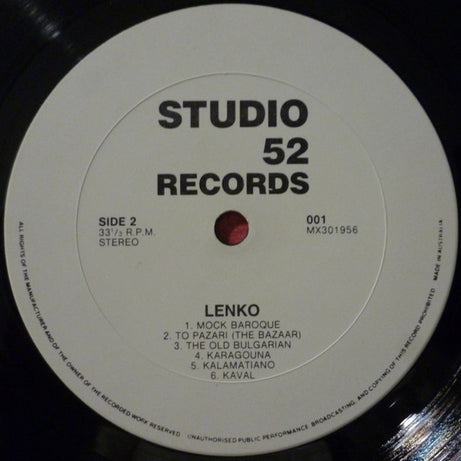 STUDIO
52
RECORDS
SIDE 2
33⅓ R.P.M.
STEREO
001
MX301956
LENKO
1. MOCK BAROQUE
2. TO PAZARI (THE BAZAAR)
3. THE OLD BULGARIAN
4. KARAGOUNA
5. KALAMATIANO
6. KAVAL
ALL RIGHTS OF THE MANUFACTURER AND OF THE OWNER OF THE RECORDED WORK RESERVED UNAUTHORISED PUBLIC PERFORMANCE, BROADCASTING, AND COPYING OF THIS RECORD PROHIBITED MADE IN AUSTRALIA